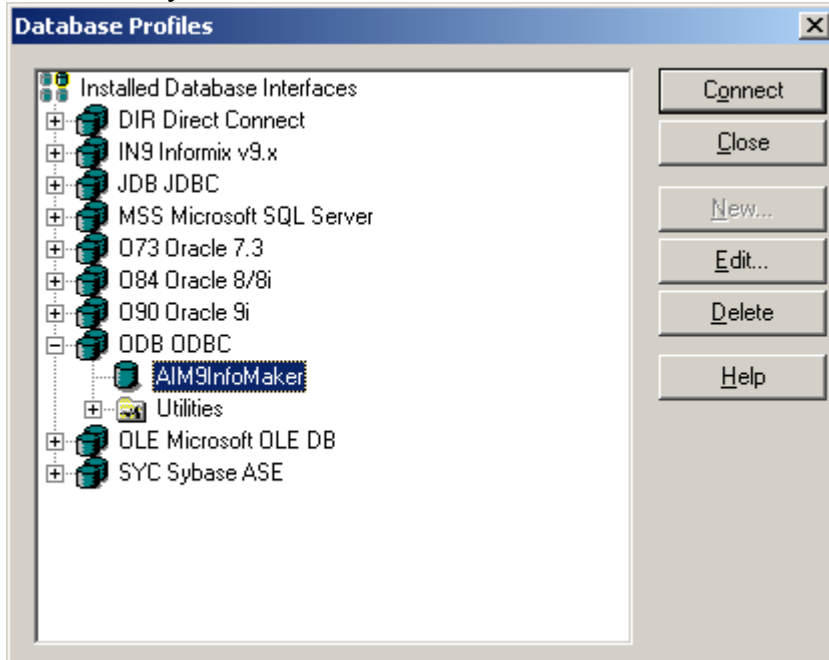 Database Profiles
Installed Database Interfaces
DIR Direct Connect
IN9 Informix v9.x
JDB JDBC
MSS Microsoft SQL Server
O73 Oracle 7.3
O84 Oracle 8/8i
O90 Oracle 9i
ODB ODBC
AIM9InfoMaker
Utilities
OLE Microsoft OLE DB
SYC Sybase ASE
Connect
Close
New...
Edit...
Delete
Help